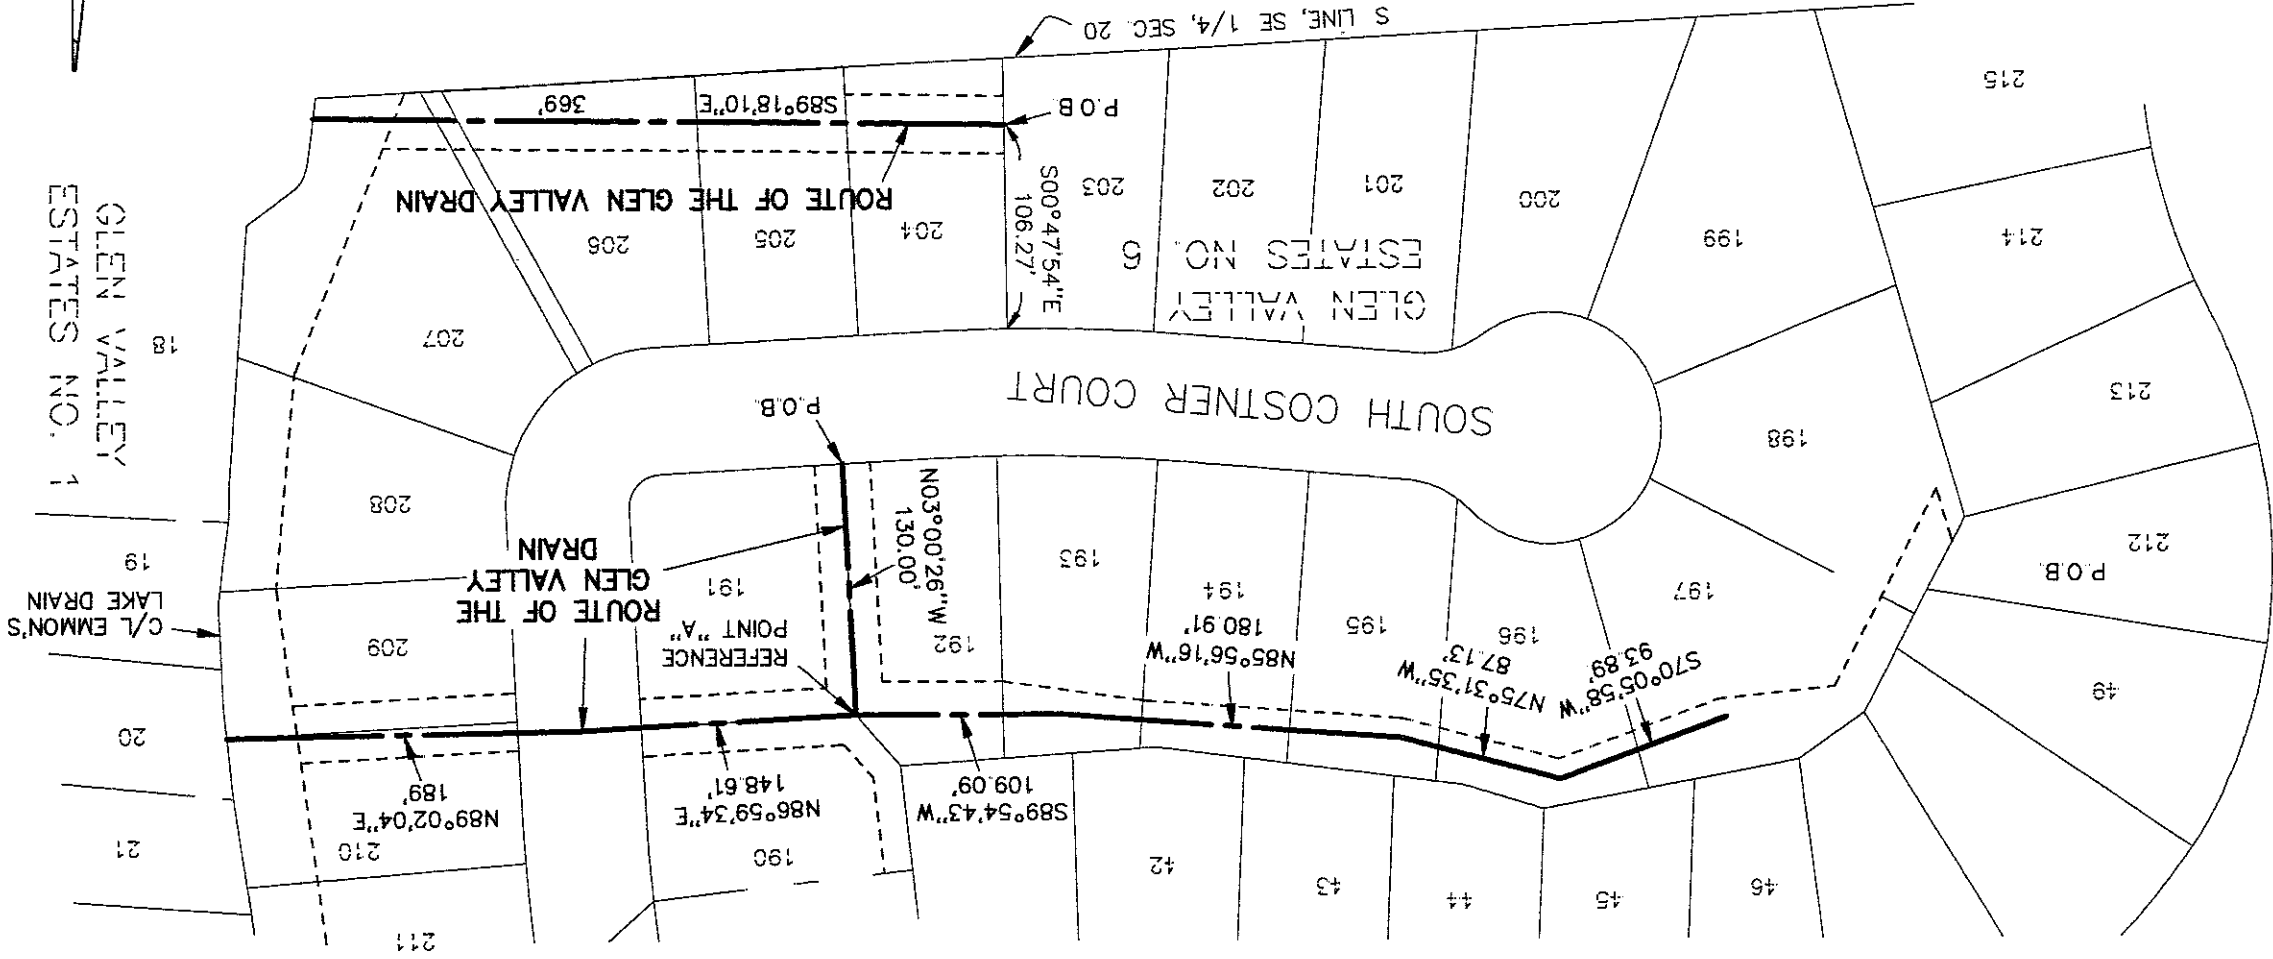 211
46
45
44
43
42
190
210
21
49
S89°54'43"W
109.09'
N86°59'34"E
148.61'
N89°02'04"E
189'
20
S70°05'58"W
93.89'
N75°31'35"W
87.13'
N85°56'16"W
180.91'
REFERENCE
POINT "A"
197
196
195
194
193
192
191
209
ROUTE OF THE
GLEN VALLEY
DRAIN
C/L EMMON'S
LAKE DRAIN
19
P.O.B.
212
N03°00'26"W
130.00'
208
198
213
SOUTH COSTNER COURT
P.O.B.
207
18
GLEN VALLEY
ESTATES NO. 1
GLEN VALLEY
ESTATES NO. 6
214
199
200
201
202
203
204
205
206
S00°47'54"E
106.27'
ROUTE OF THE GLEN VALLEY DRAIN
P.O.B.
S89°18'10"E
369'
215
S LINE, SE 1/4, SEC. 20